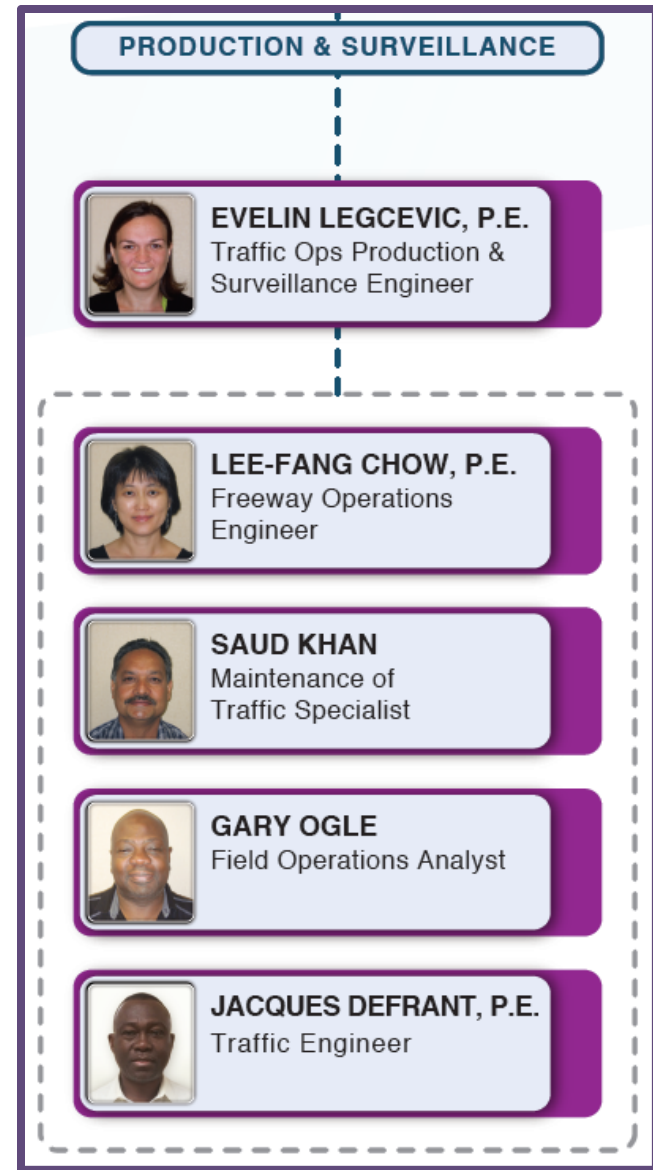 PRODUCTION & SURVEILLANCE
EVELIN LEGCEVIC, P.E.
Traffic Ops Production &
Surveillance Engineer
LEE-FANG CHOW, P.E.
Freeway Operations
Engineer
SAUD KHAN
Maintenance of
Traffic Specialist
GARY OGLE
Field Operations Analyst
JACQUES DEFRANT, P.E.
Traffic Engineer